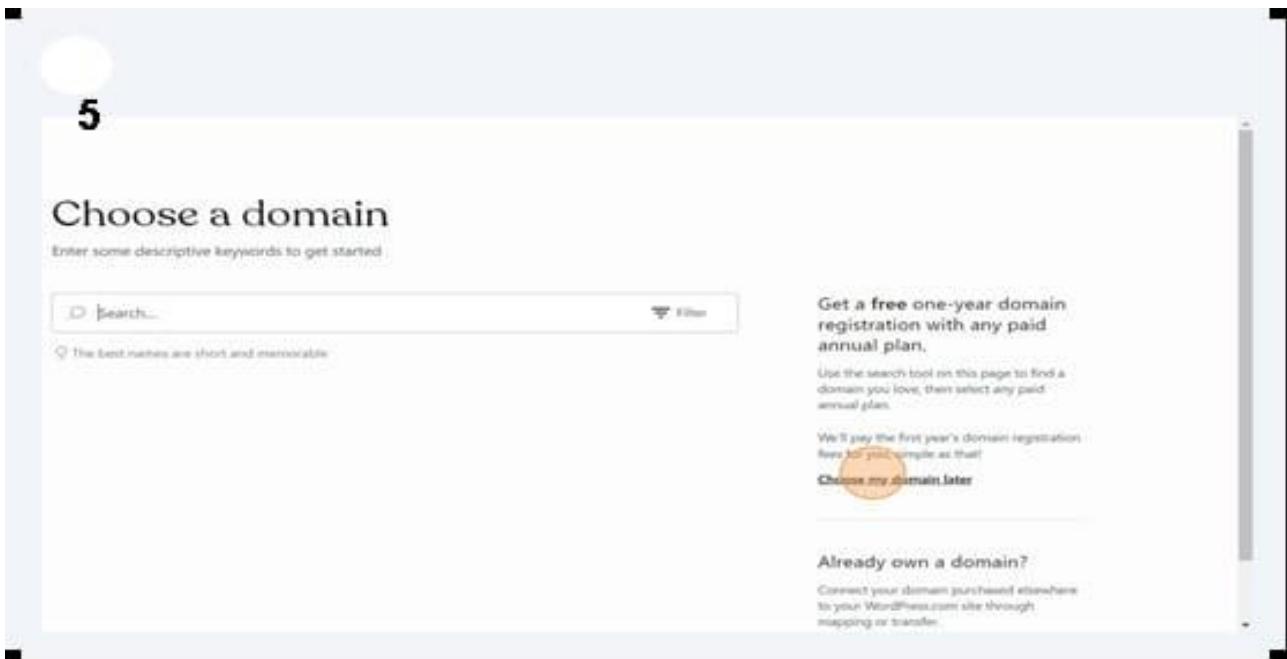 5
Choose a domain
Enter some descriptive keywords to get started
Search...
Filter
The best names are short and memorable
Get a free one-year domain
registration with any paid
annual plan.
Use the search tool on this page to find a
domain you love, then select any paid
annual plan.
We'll pay the first year's domain registration
fees for you, simple as that!
Choose my domain later
Already own a domain?
Connect your domain purchased elsewhere
to your WordPress.com site through
mapping or transfer.